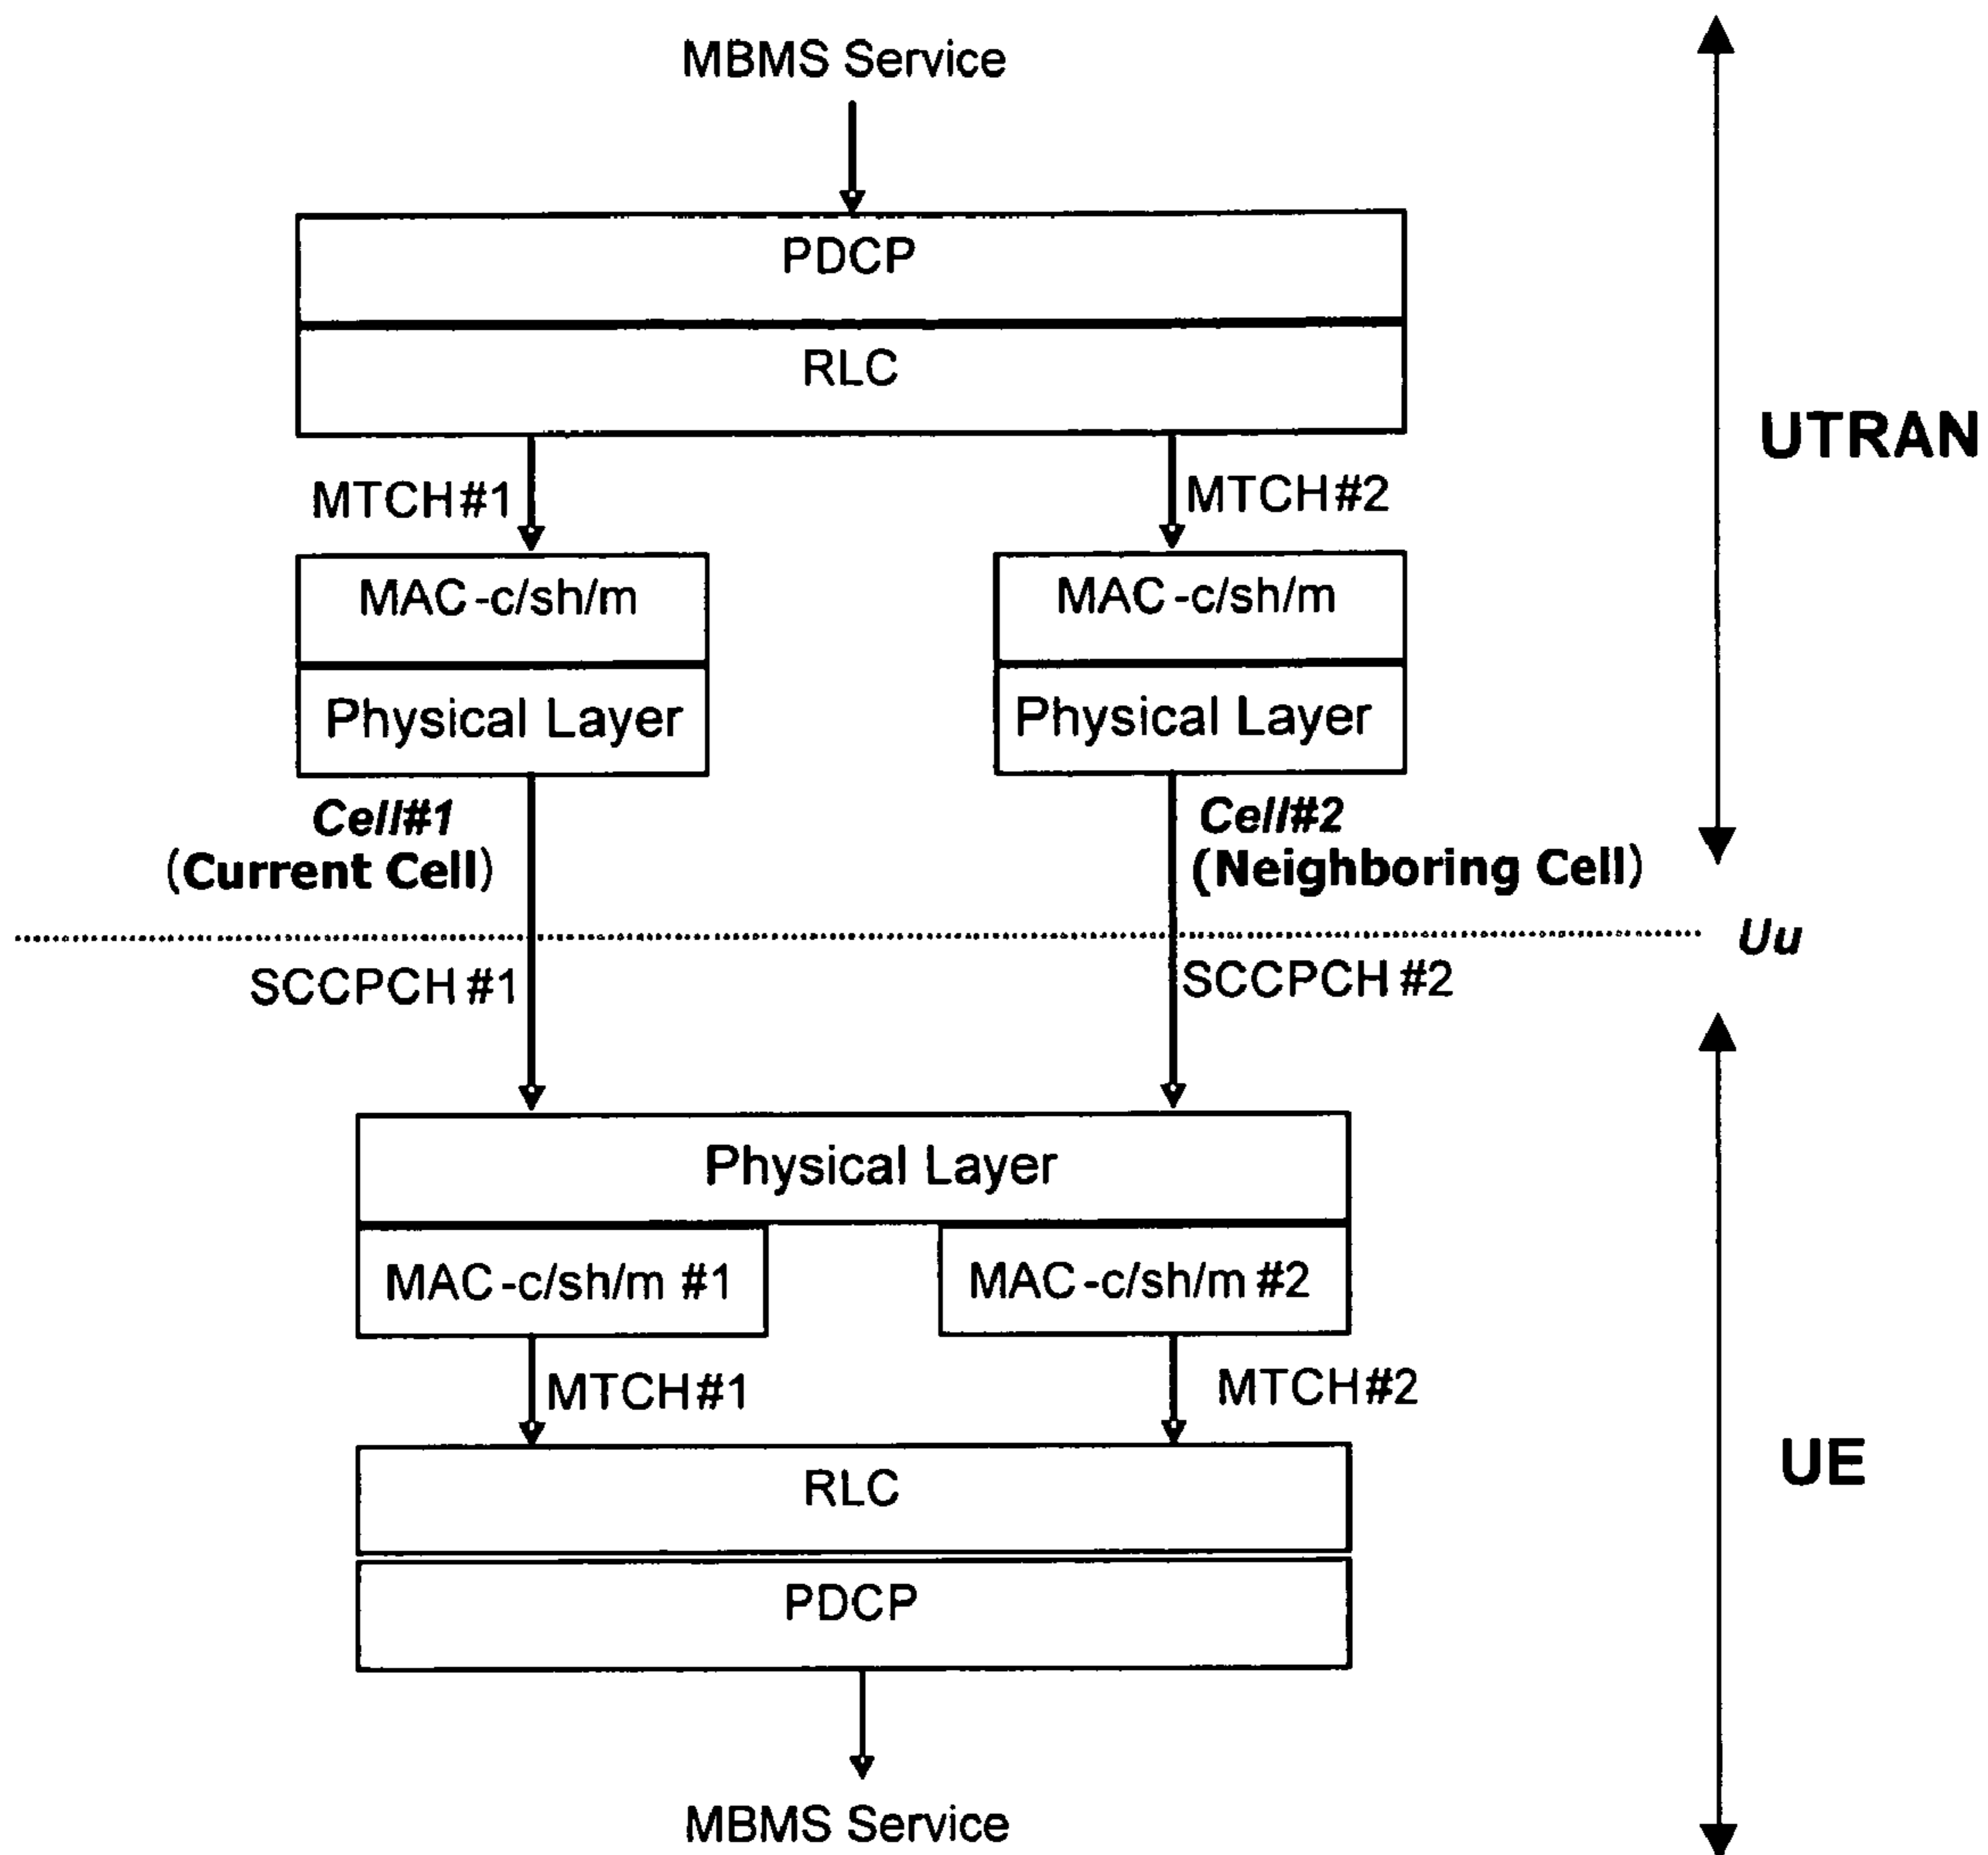 MBMS Service
PDCP
RLC
UTRAN
MTCH#1
MTCH#2
MAC-c/sh/m
MAC-c/sh/m
Physical Layer
Physical Layer
Cell#1
(Current Cell)
Cell#2
(Neighboring Cell)
Uu
SCCPCH #1
SCCPCH #2
Physical Layer
MAC-c/sh/m #1
MAC-c/sh/m #2
MTCH#1
MTCH#2
RLC
UE
PDCP
MBMS Service